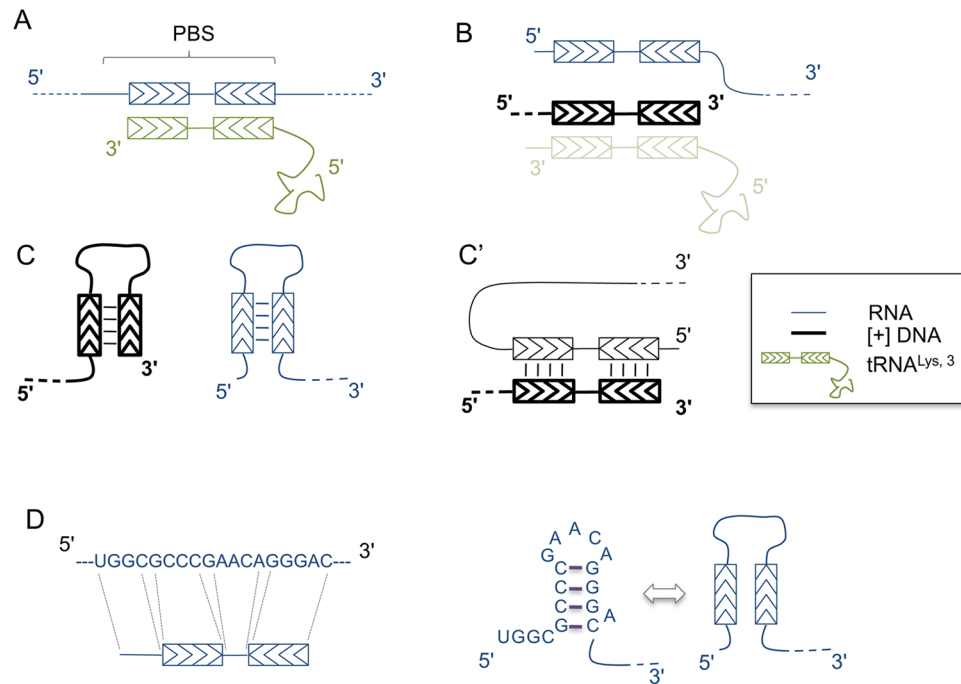 A
PBS
5'
3'
3'
5'
B
5'
3'
5'
3'
3'
5'
C
5'
3'
5'
3'
C'
3'
5'
5'
3'
RNA
[+] DNA
tRNALys, 3
D
5'
3'
---UGGCGCCCGAACAGGGAC---
UGGCGCCCGAACAGGGAC
5'
3'
5'
3'